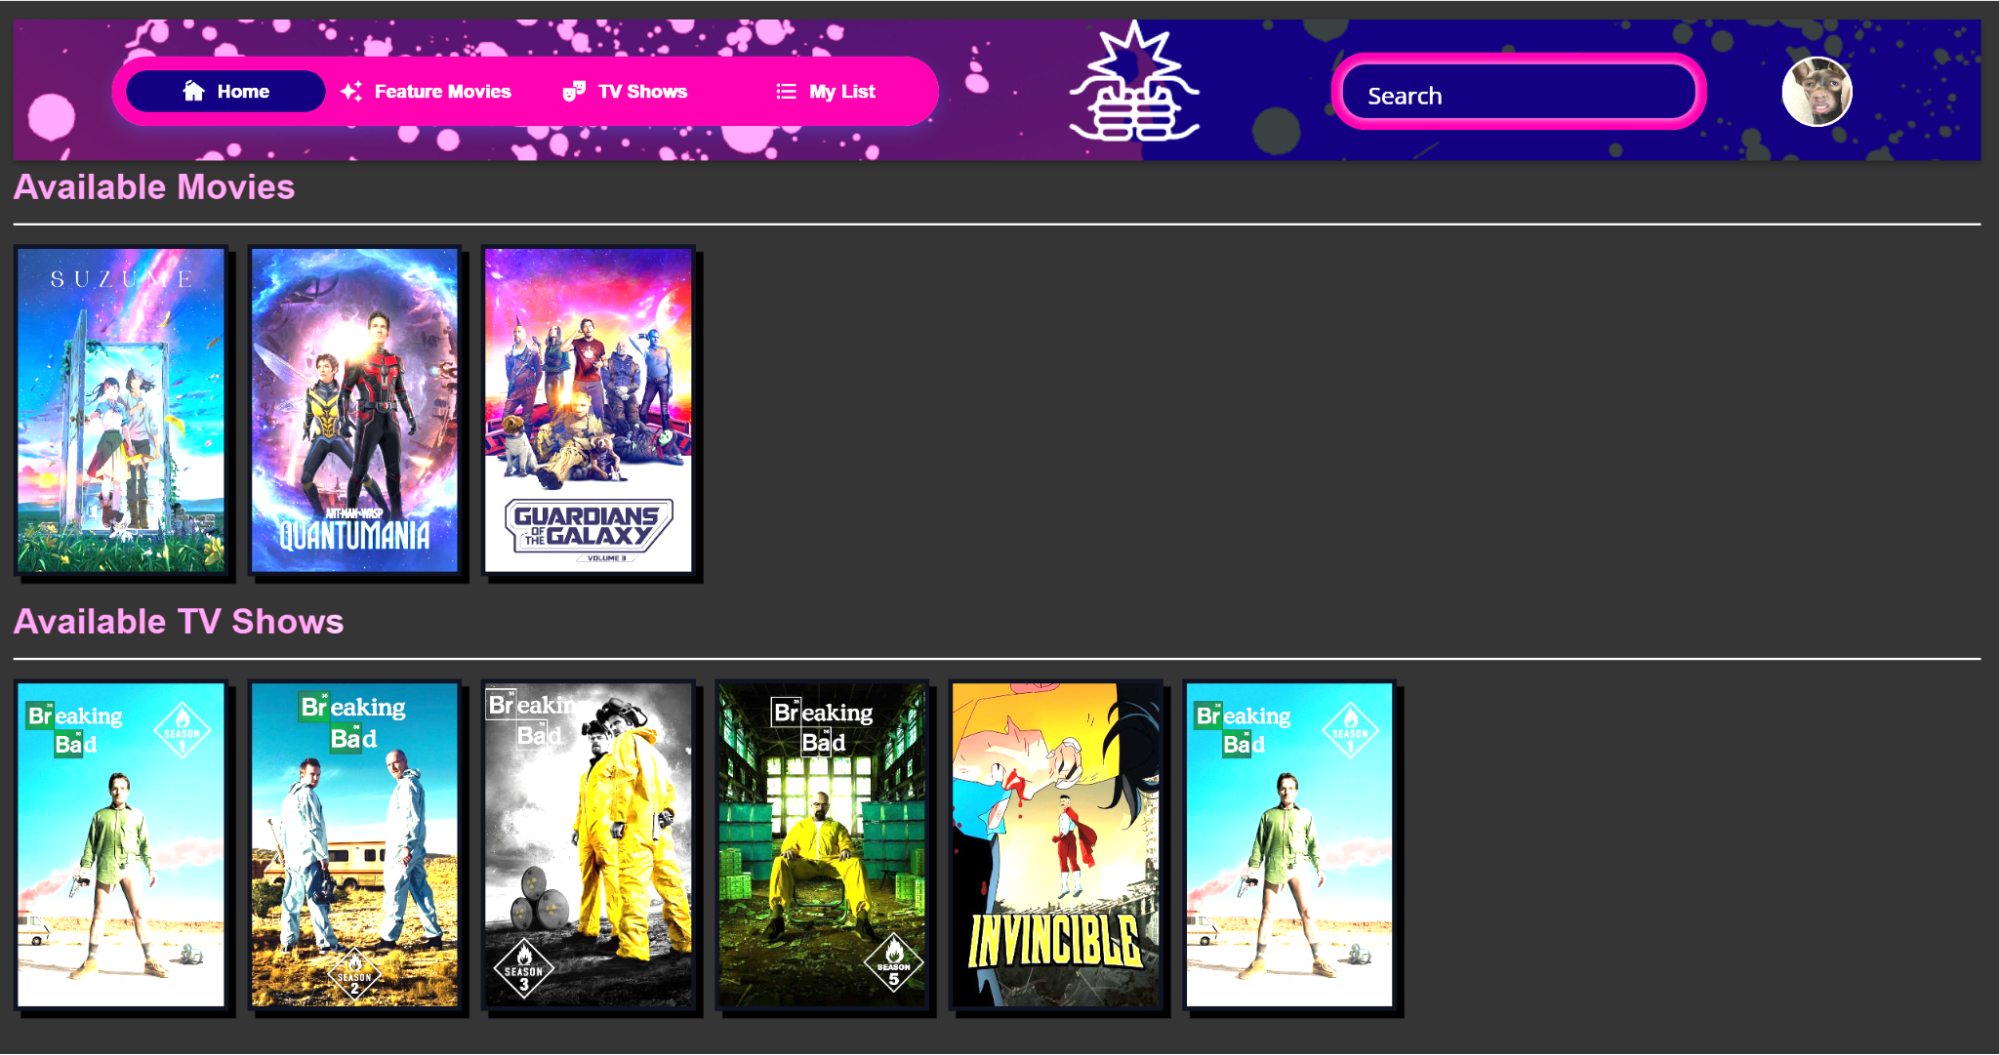 Home
Feature Movies
TV Shows
My List
Search
Available Movies
SUZUME
ANT-MAN AND THE WASP
QUANTUMANIA
GUARDIANS
OF THE GALAXY
VOLUME 3
Available TV Shows
Breaking
Bad
SEASON
1
Breaking
Bad
SEASON
2
Breaking
Bad
SEASON
3
Breaking
Bad
SEASON
5
INVINCIBLE
Breaking
Bad
SEASON
1